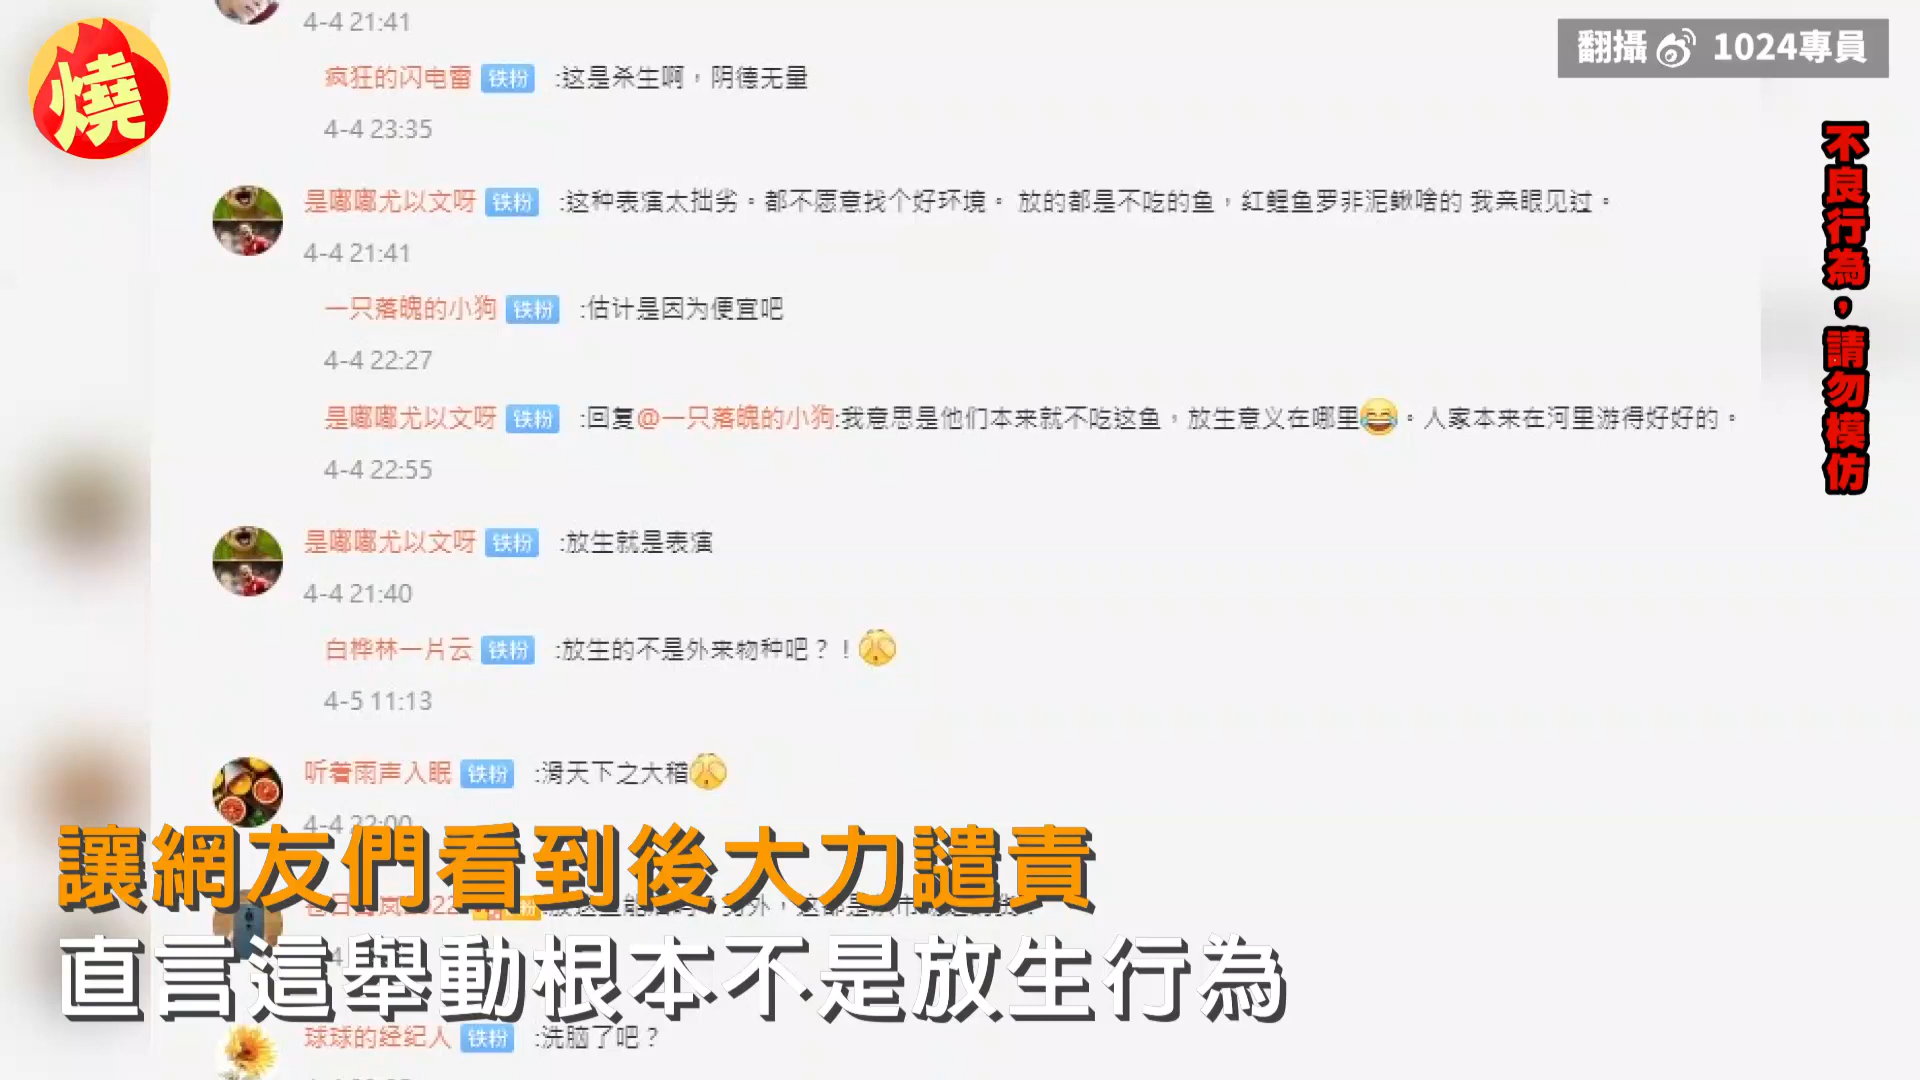 4-4 21:41
燒
翻攝 1024專員
疯狂的闪电雷 铁粉 :这是杀生啊，阴德无量
4-4 23:35
不良行為，請勿模仿
是嘟嘟尤以文呀 铁粉 :这种表演太拙劣。都不愿意找个好环境。 放的都是不吃的鱼，紅鲤鱼罗非泥鳅啥的 我亲眼见过。
4-4 21:41
一只落魄的小狗 铁粉 :估计是因为便宜吧
4-4 22:27
是嘟嘟尤以文呀 铁粉 :回复@一只落魄的小狗:我意思是他们本来就不吃这鱼，放生意义在哪里😂。人家本来在河里游得好好的。
4-4 22:55
是嘟嘟尤以文呀 铁粉 :放生就是表演
4-4 21:40
白桦林一片云 铁粉 :放生的不是外来物种吧？！
4-5 11:13
听着雨声入眠 铁粉 :滑天下之大稽
4-4 22:00
讓網友們看到後大力譴責
直言這舉動根本不是放生行為
球球的经纪人 铁粉 :洗脑了吧？